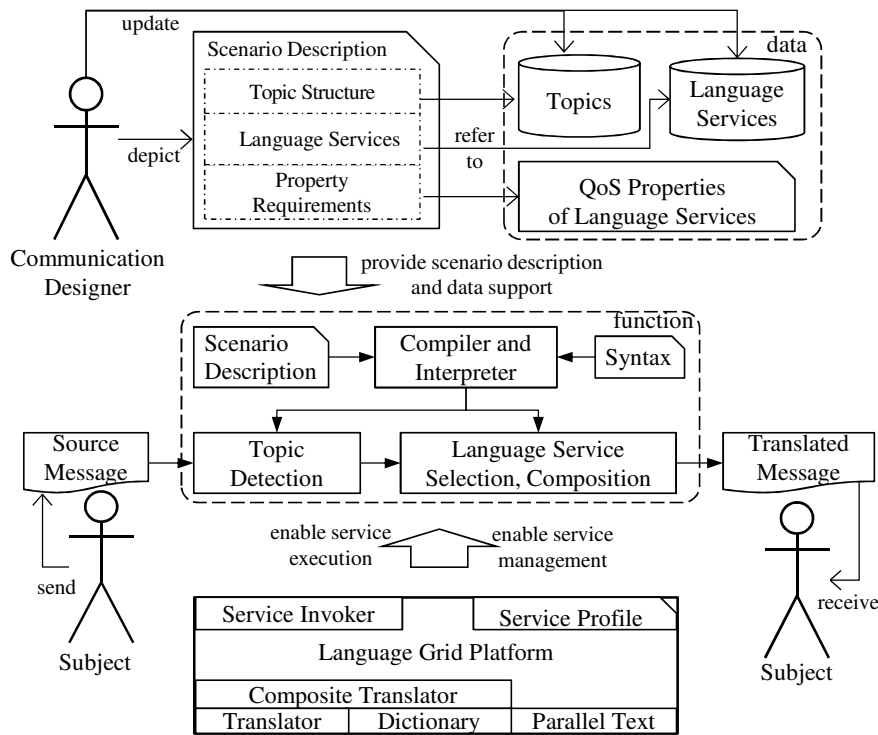 update
Scenario Description
data
Topic Structure
Topics
Language
Services
Language Services
refer
to
depict
Property
Requirements
QoS Properties
of Language Services
Communication
Designer
provide scenario description
and data support
function
Scenario
Description
Compiler and
Interpreter
Syntax
Source
Message
Topic
Detection
Language Service
Selection, Composition
Translated
Message
enable service
execution
enable service
management
send
receive
Subject
Subject
Service Invoker
Service Profile
Language Grid Platform
Composite Translator
Translator
Dictionary
Parallel Text